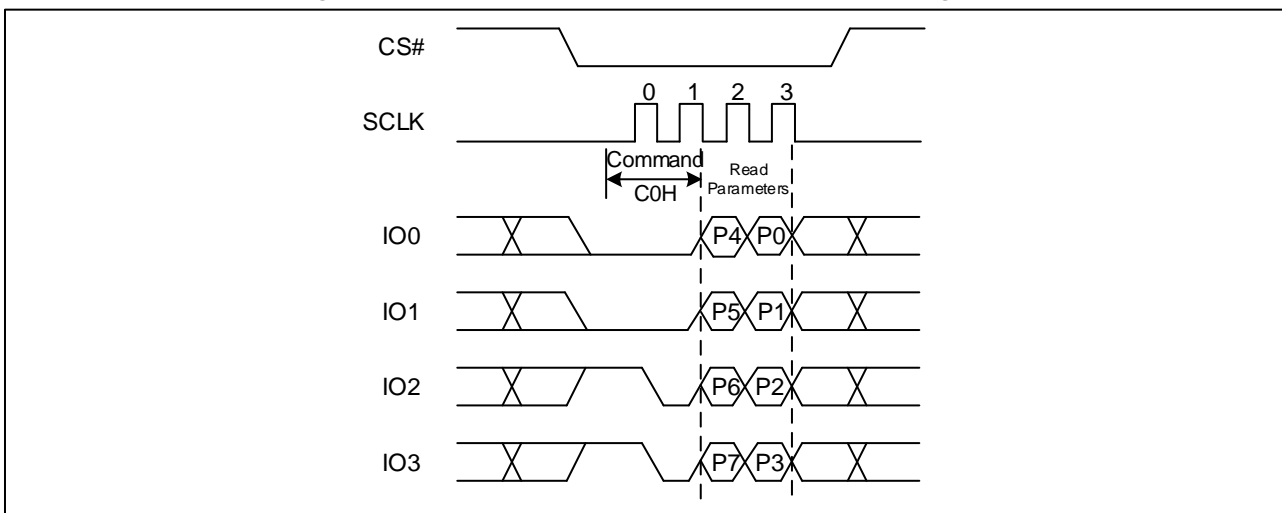 CS#
0 1 2 3
SCLK
Command
Read
Parameters
C0H
IO0
P4 P0
IO1
P5 P1
IO2
P6 P2
IO3
P7 P3